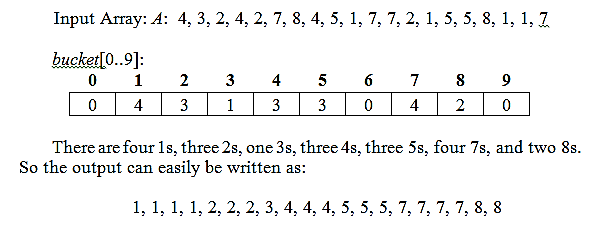 Input Array: A: 4, 3, 2, 4, 2, 7, 8, 4, 5, 1, 7, 7, 2, 1, 5, 5, 8, 1, 1, 7
bucket[0..9]:
0 1 2 3 4 5 6 7 8 9
0 4 3 1 3 3 0 4 2 0
There are four 1s, three 2s, one 3s, three 4s, three 5s, four 7s, and two 8s.
So the output can easily be written as:
1, 1, 1, 1, 2, 2, 2, 3, 4, 4, 4, 5, 5, 5, 7, 7, 7, 7, 8, 8